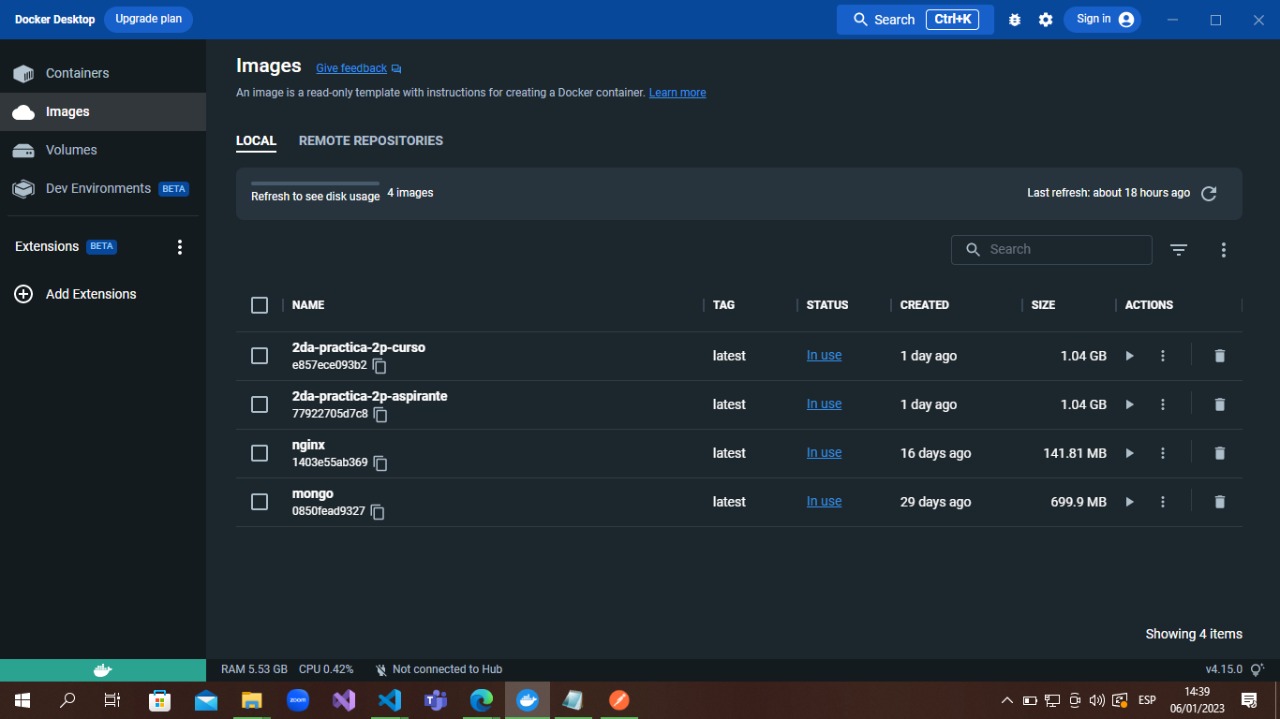 Docker Desktop Upgrade plan Search Ctrl+K Sign in
Containers
Images
Volumes
Dev Environments BETA
Extensions BETA
Add Extensions
Images Give feedback
An image is a read-only template with instructions for creating a Docker container. Learn more
LOCAL REMOTE REPOSITORIES
Refresh to see disk usage 4 images Last refresh: about 18 hours ago
Search
NAME TAG STATUS CREATED SIZE ACTIONS
2da-practica-2p-curso
e857ece093b2 latest In use 1 day ago 1.04 GB
2da-practica-2p-aspirante
77922705d7c8 latest In use 1 day ago 1.04 GB
nginx
1403e55ab369 latest In use 16 days ago 141.81 MB
mongo
0850fead9327 latest In use 29 days ago 699.9 MB
Showing 4 items
RAM 5.53 GB CPU 0.42% Not connected to Hub v4.15.0
zoom
ESP
14:39
06/01/2023